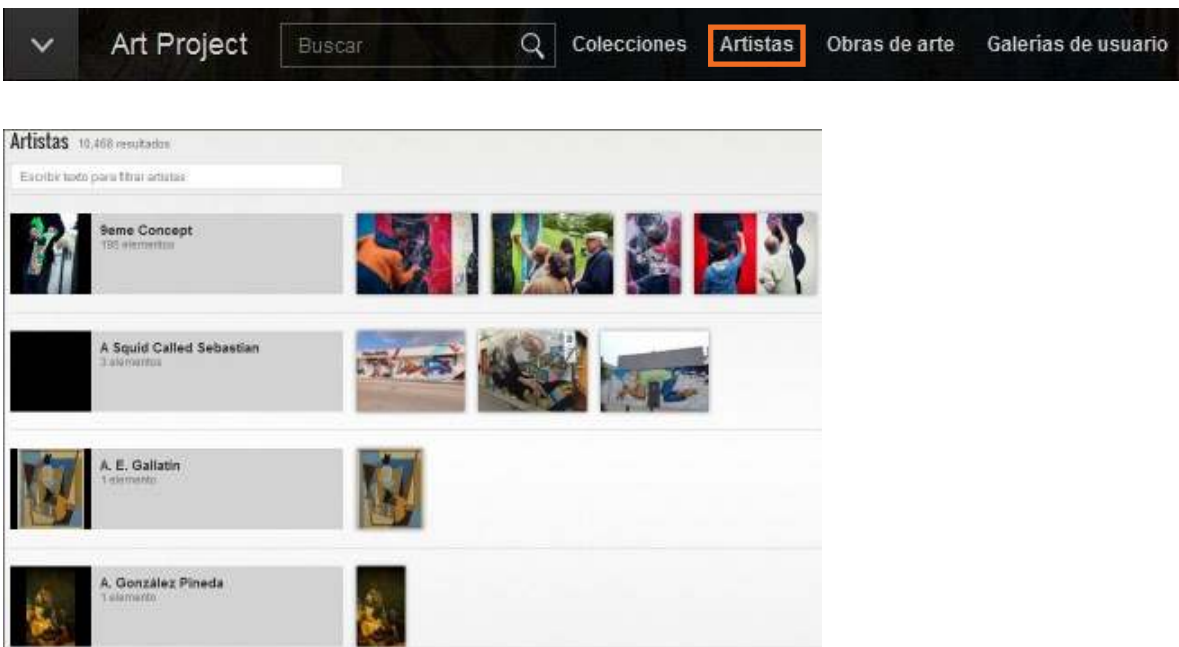 Art Project Buscar Colecciones Artistas Obras de arte Galerías de usuario
Artistas 10,468 resultados
Escribir texto para filtrar artistas
9eme Concept
195 elementos
A Squid Called Sebastian
3 elementos
A. E. Gallatin
1 elemento
A. González Pineda
1 elemento